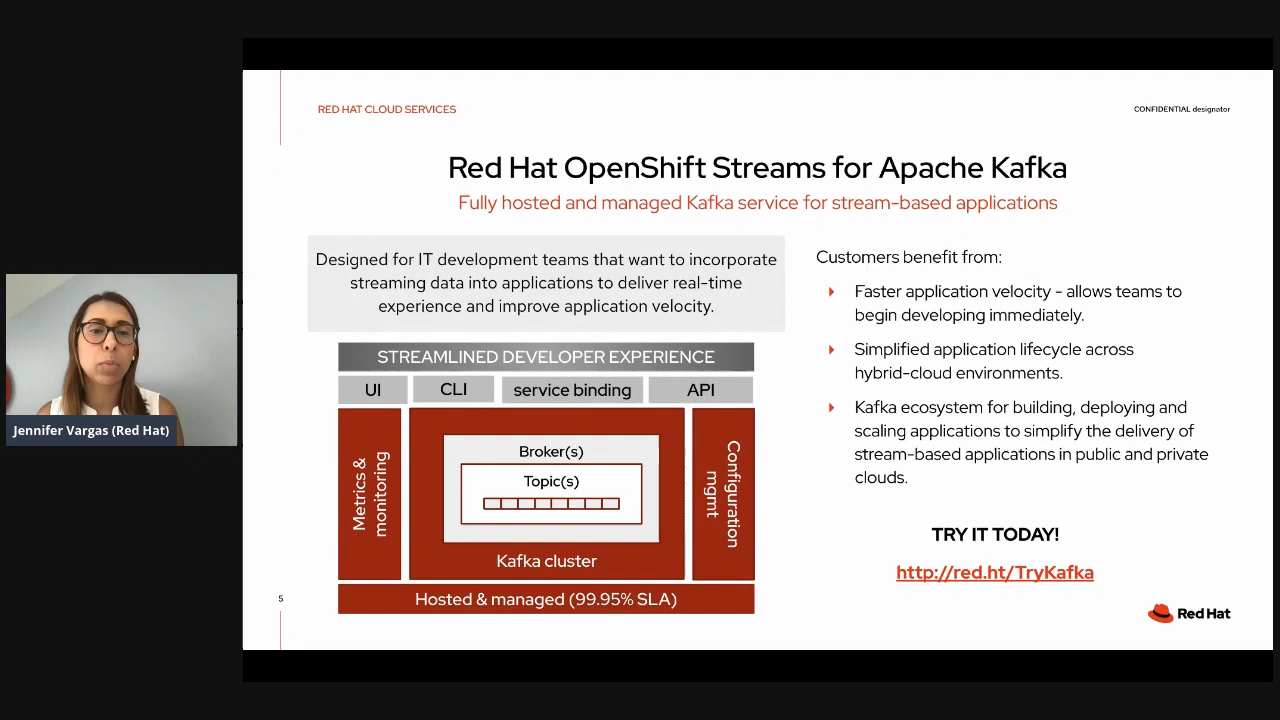 RED HAT CLOUD SERVICES
CONFIDENTIAL designator
Red Hat OpenShift Streams for Apache Kafka
Fully hosted and managed Kafka service for stream-based applications
Designed for IT development teams that want to incorporate
streaming data into applications to deliver real-time
experience and improve application velocity.
STREAMLINED DEVELOPER EXPERIENCE
UI
CLI
service binding
API
Metrics &
monitoring
Broker(s)
Topic(s)
Kafka cluster
Configuration
mgmt
Hosted & managed (99.95% SLA)
Customers benefit from:
Faster application velocity - allows teams to
begin developing immediately.
Simplified application lifecycle across
hybrid-cloud environments.
Kafka ecosystem for building, deploying and
scaling applications to simplify the delivery of
stream-based applications in public and private
clouds.
TRY IT TODAY!
http://red.ht/TryKafka
5
Red Hat
Jennifer Vargas (Red Hat)